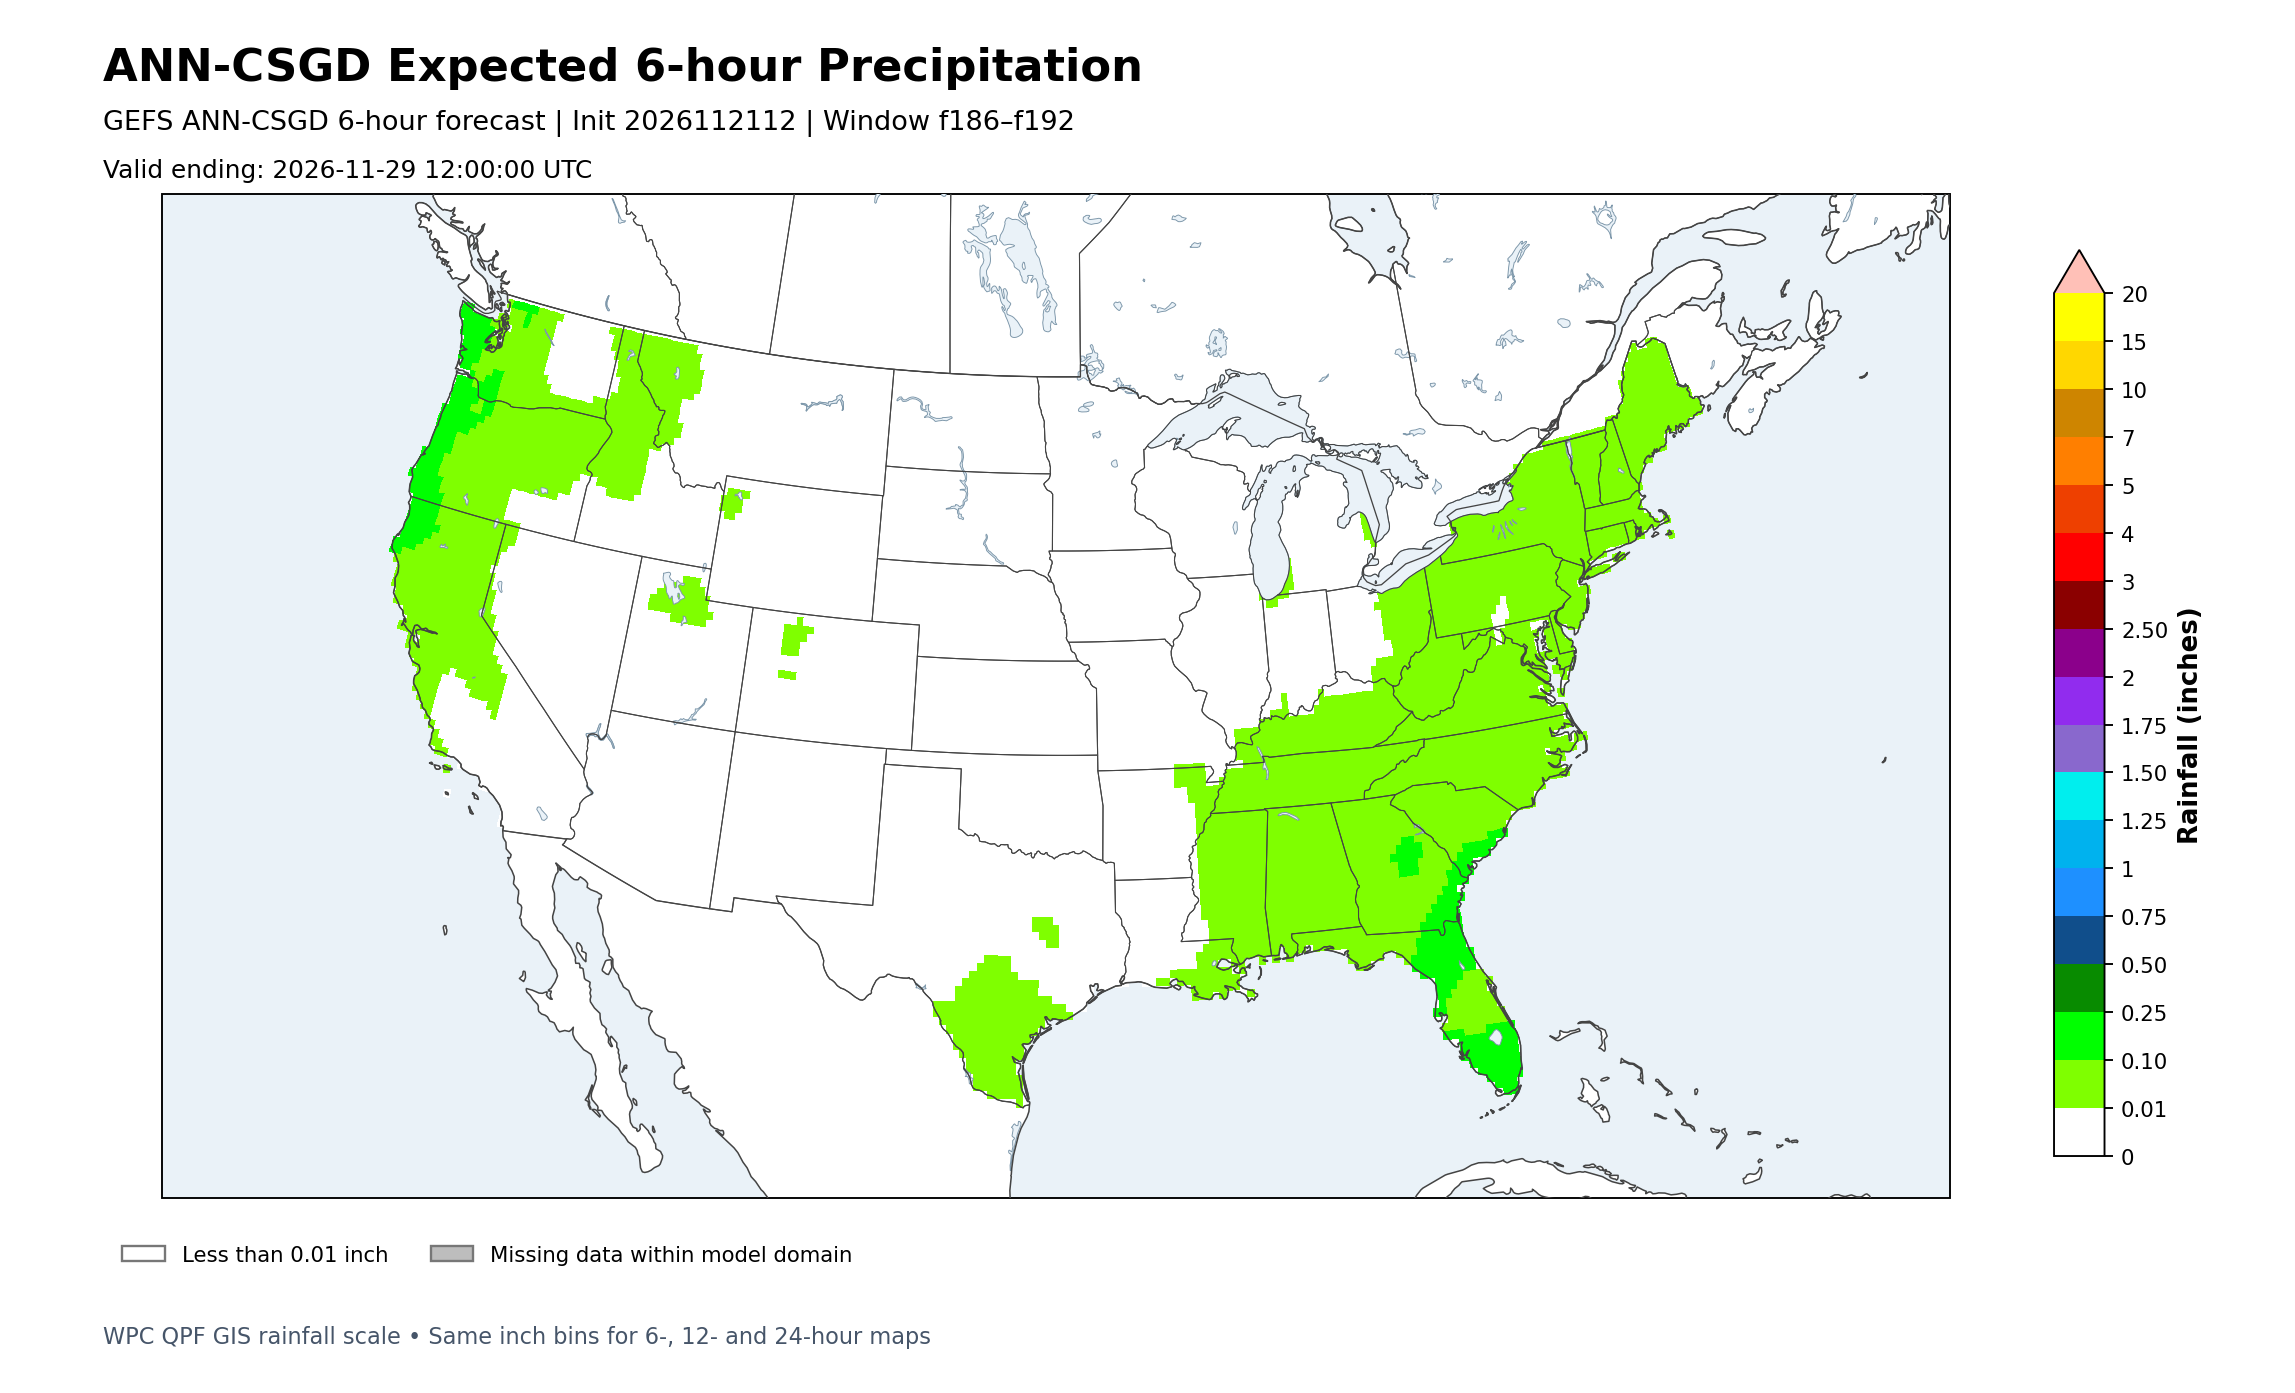 ANN-CSGD Expected 6-hour Precipitation
GEFS ANN-CSGD 6-hour forecast | Init 2026112112 | Window f186–f192
Valid ending: 2026-11-29 12:00:00 UTC
20
15
10
7
5
4
3
2.50
2
1.75
1.50
1.25
1
0.75
0.50
0.25
0.10
0.01
0
Rainfall (inches)
Less than 0.01 inch
Missing data within model domain
WPC QPF GIS rainfall scale • Same inch bins for 6-, 12- and 24-hour maps